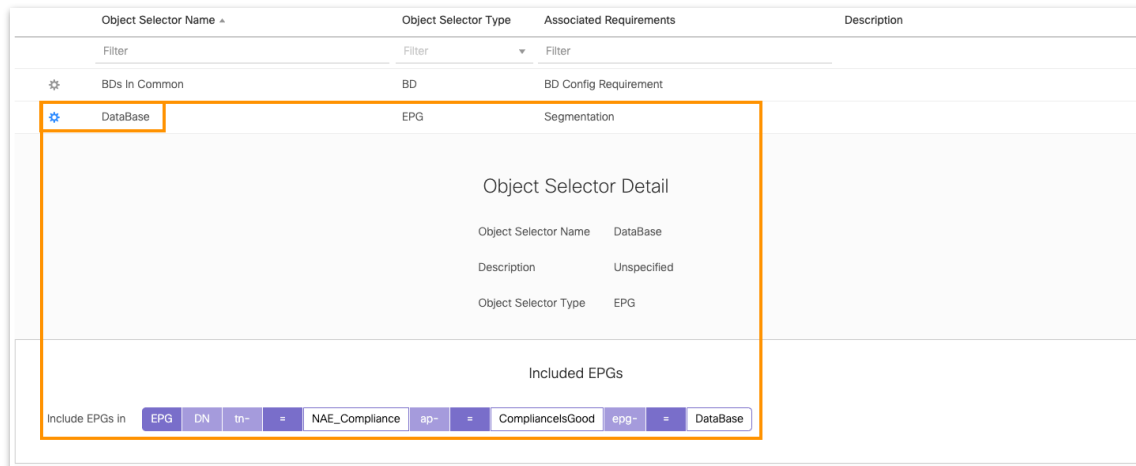 Object Selector Name Object Selector Type Associated Requirements Description
Filter Filter Filter
BDs In Common BD BD Config Requirement
DataBase EPG Segmentation
Object Selector Detail
Object Selector Name DataBase
Description Unspecified
Object Selector Type EPG
Included EPGs
Include EPGs in EPG DN tn- = NAE_Compliance ap- = ComplianceIsGood epg- = DataBase